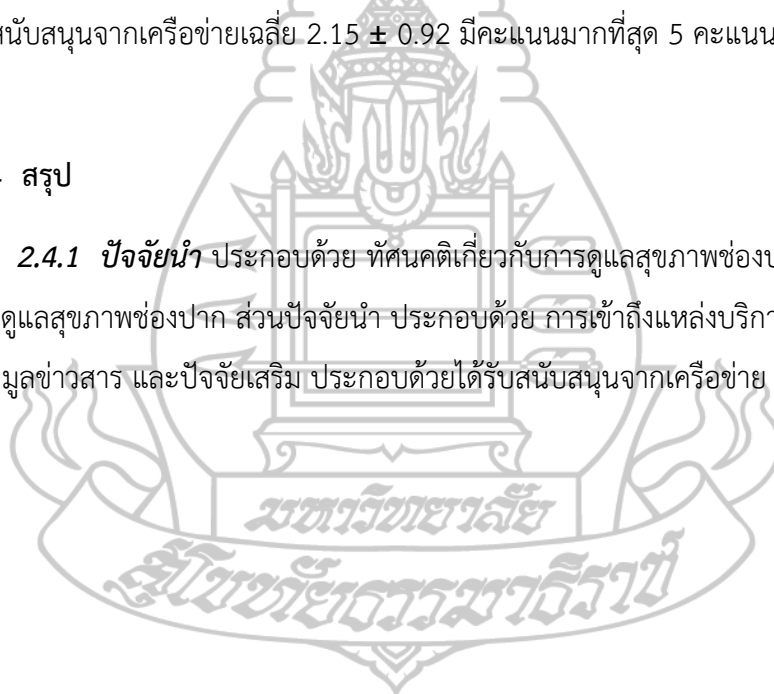 สนับสนุนจากเครือข่ายเฉลี่ย 2.15 ± 0.92 มีคะแนนมากที่สุด 5 คะแนน
สรุป
2.4.1 ปัจจัยนำ ประกอบด้วย ทัศนคติเกี่ยวกับการดูแลสุขภาพช่องป
ดูแลสุขภาพช่องปาก ส่วนปัจจัยนำ ประกอบด้วย การเข้าถึงแหล่งบริกา
มูลข่าวสาร และปัจจัยเสริม ประกอบด้วยได้รับสนับสนุนจากเครือข่าย
มหาวิทยาลัย
สุโขทัยธรรมาธิราช